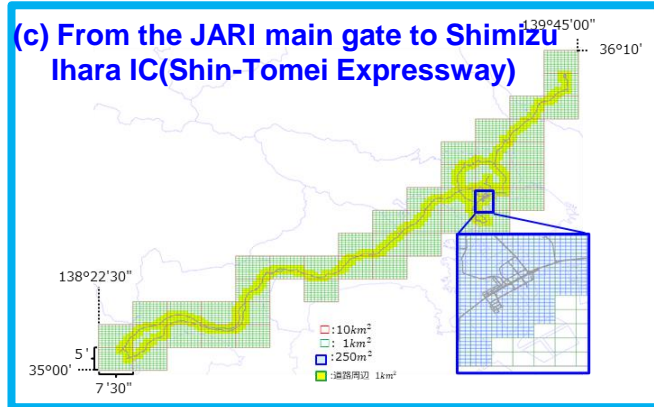 (c) From the JARI main gate to Shimizu
Ihara IC(Shin-Tomei Expressway)
139°45'00"
36°10'
138°22'30"
5'
35°00'
7'30"
:10km²
: 1km²
:250m²
:道路周辺 1km²